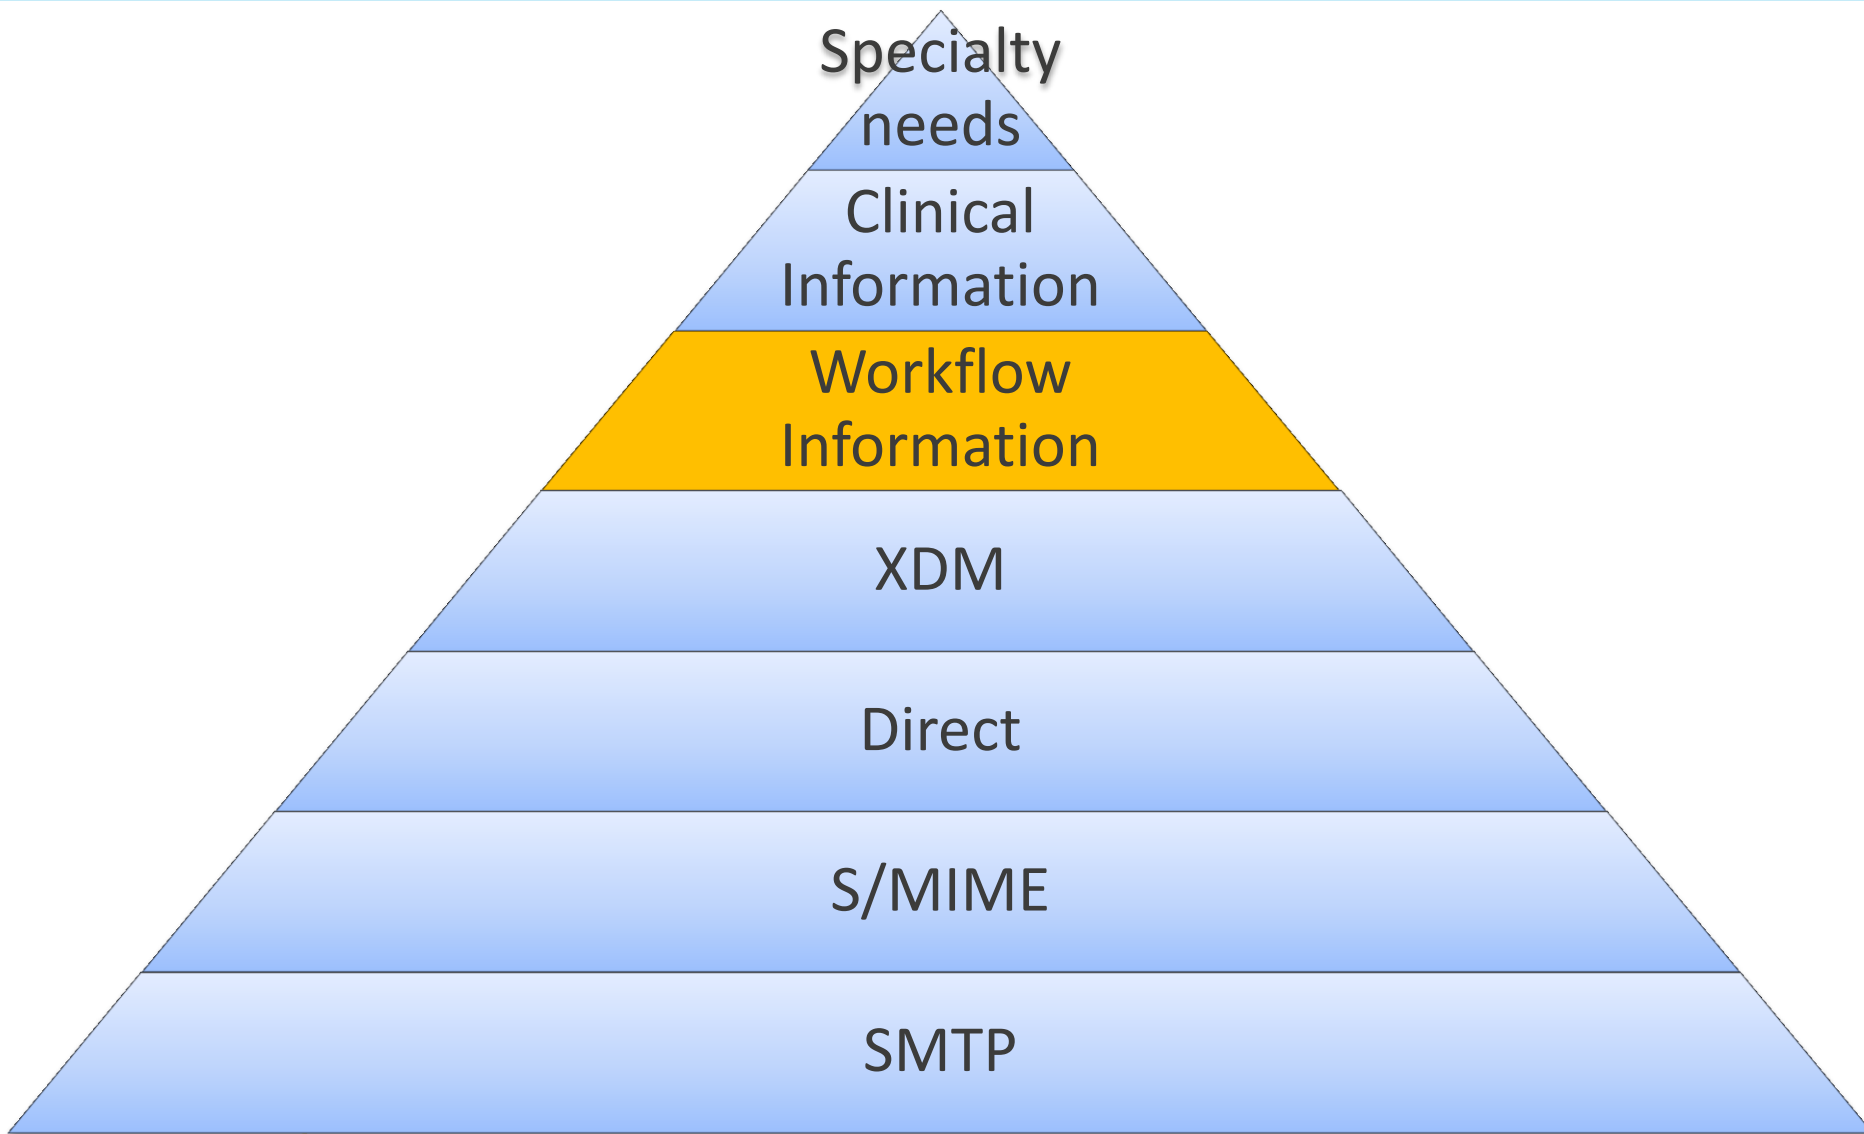 Specialty
needs
Clinical
Information
Workflow
Information
XDM
Direct
S/MIME
SMTP